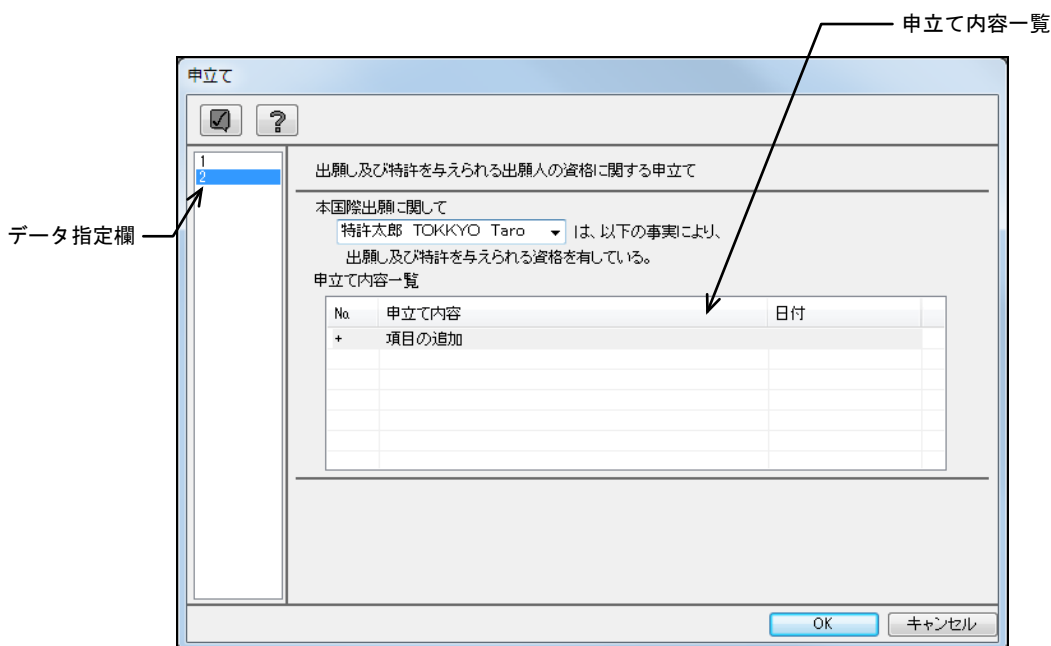 申立て内容一覧
申立て
?
1
2
データ指定欄
出願し及び特許を与えられる出願人の資格に関する申立て
本国際出願に関して
特許太郎 TOKKYO Taro は、以下の事実により、
出願し及び特許を与えられる資格を有している。
申立て内容一覧
No. 申立て内容 日付
+ 項目の追加
OK キャンセル